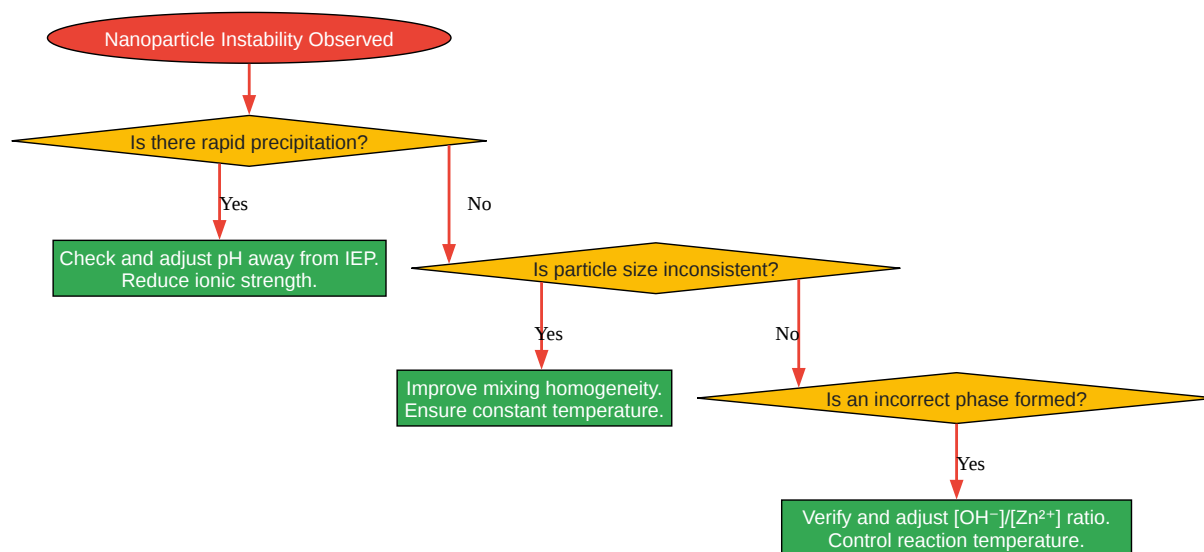 Nanoparticle Instability Observed
Is there rapid precipitation?
Yes
No
Check and adjust pH away from IEP.
Reduce ionic strength.
Is particle size inconsistent?
Yes
No
Improve mixing homogeneity.
Ensure constant temperature.
Is an incorrect phase formed?
Yes
Verify and adjust [OH⁻]/[Zn²⁺] ratio.
Control reaction temperature.